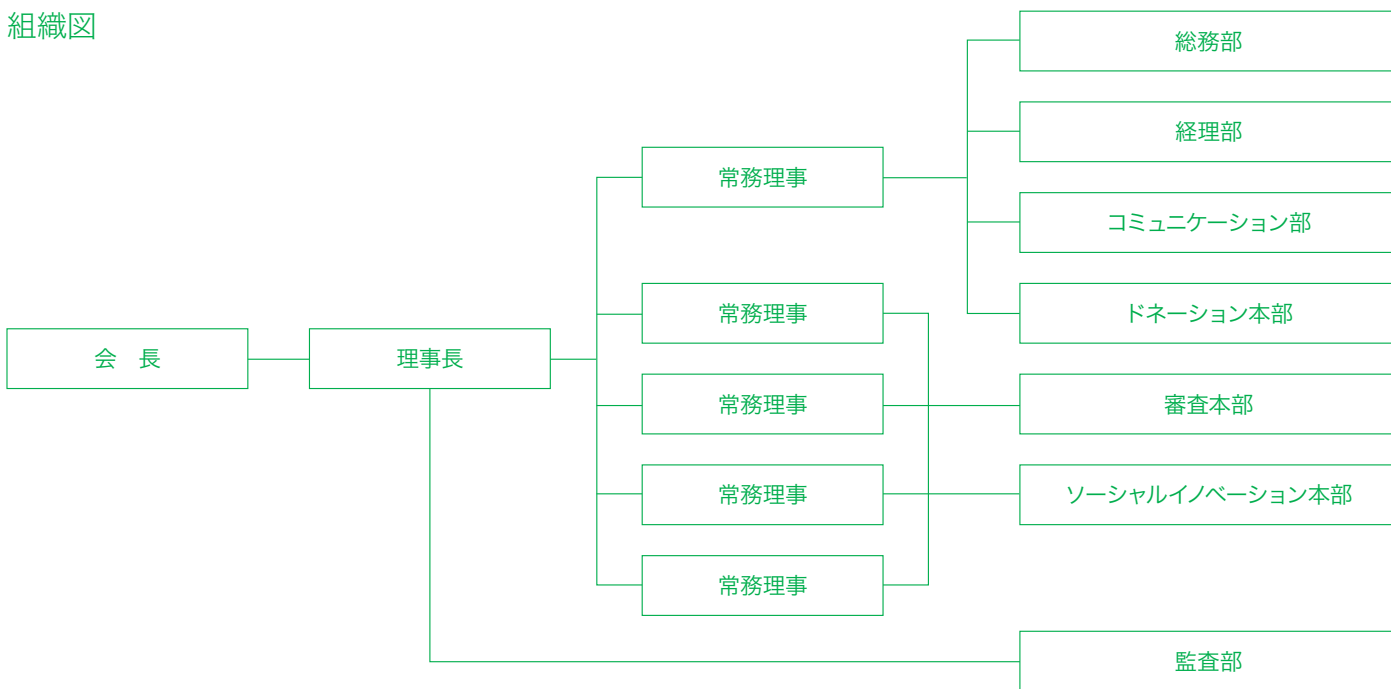 組織図
会　長
理事長
常務理事
常務理事
常務理事
常務理事
常務理事
総務部
経理部
コミュニケーション部
ドネーション本部
審査本部
ソーシャルイノベーション本部
監査部